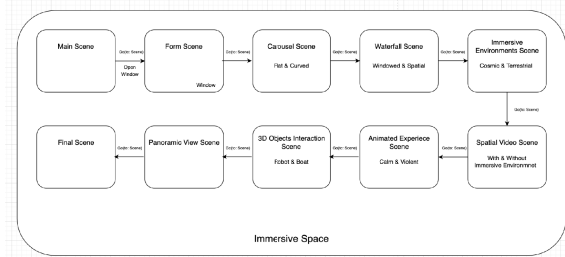 Main Scene
Go(to: Scene)
Open
Window
Form Scene
Window
Go(to: Scene)
Carousel Scene
Flat & Curved
Go(to: Scene)
Waterfall Scene
Windowed & Spatial
Go(to: Scene)
Immersive
Environments Scene
Cosmic & Terrestrial
Go(to: Scene)
Spatial Video Scene
With & Without
Immersive Environmnet
Go(to: Scene)
Animated Experiece
Scene
Calm & Violent
Go(to: Scene)
3D Objects Interaction
Scene
Robot & Boat
Go(to: Scene)
Panoramic View Scene
Go(to: Scene)
Final Scene
Immersive Space